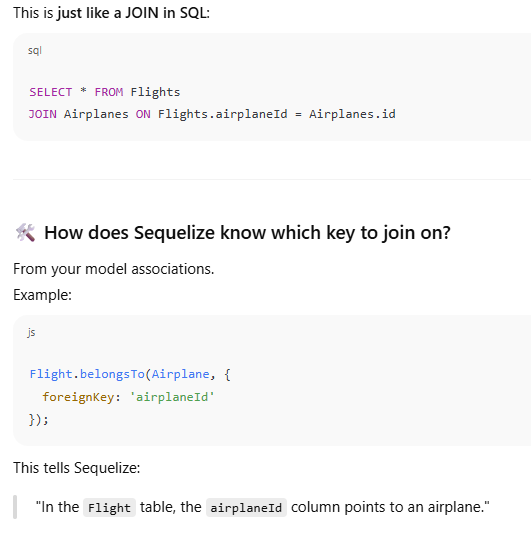 This is just like a JOIN in SQL:
sql
SELECT * FROM Flights
JOIN Airplanes ON Flights.airplaneId = Airplanes.id
🛠️ How does Sequelize know which key to join on?
From your model associations.
Example:
js
Flight.belongsTo(Airplane, {
  foreignKey: 'airplaneId'
});
This tells Sequelize:
"In the Flight table, the airplaneId column points to an airplane."